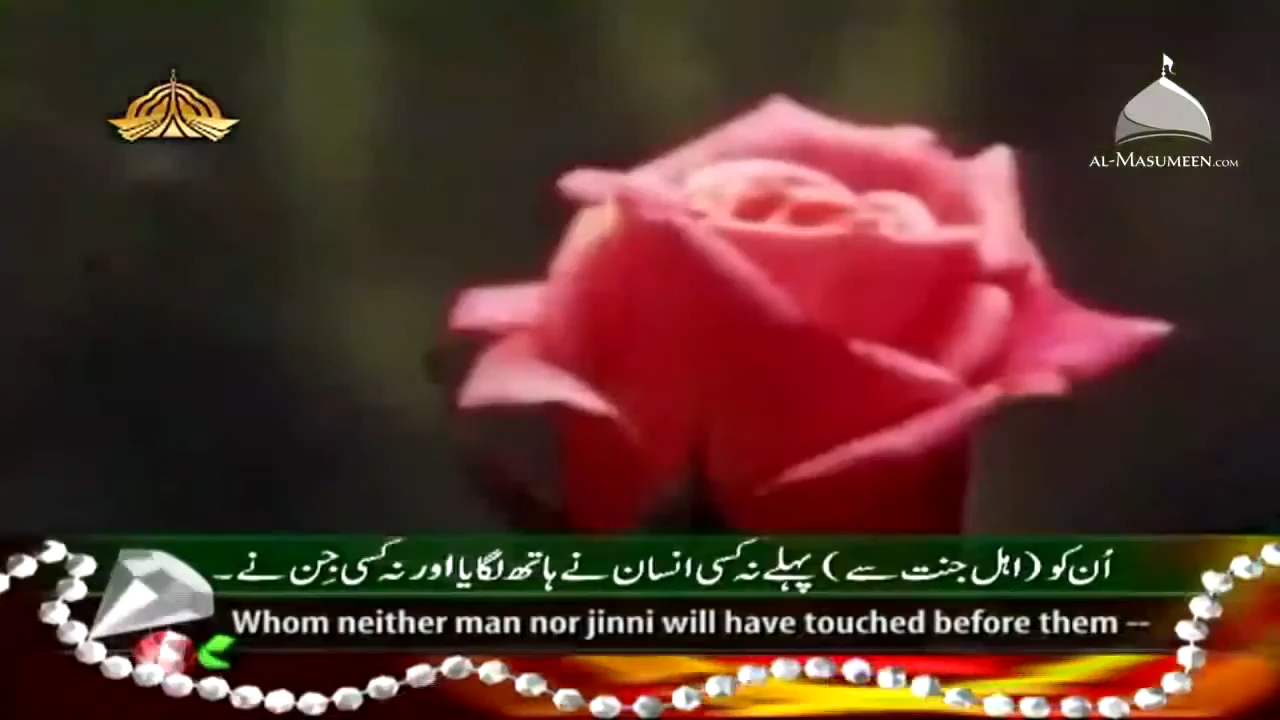 AL-MASUMEEN.COM
اُن کو (اہل جنت سے) پہلے نہ کسی انسان نے ہاتھ لگایا اور نہ کسی جِن نے۔
Whom neither man nor jinni will have touched before them --